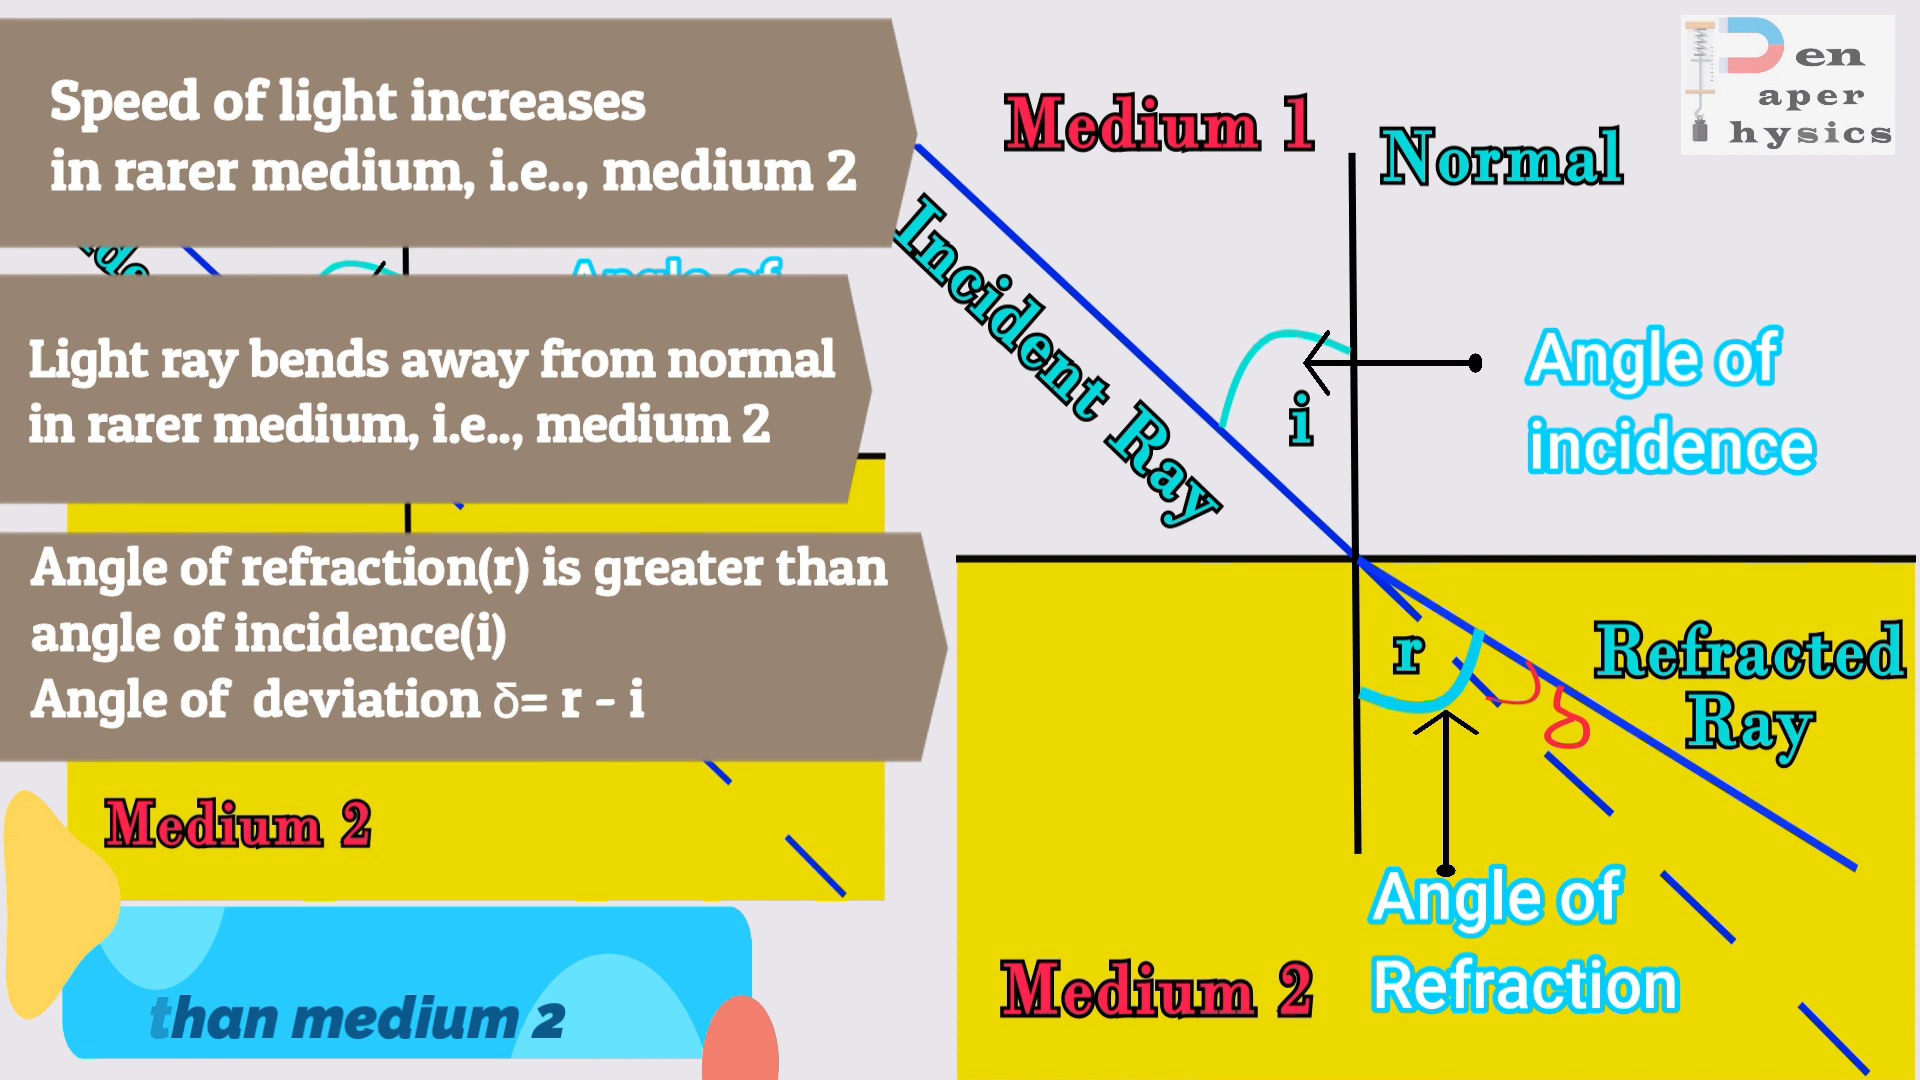 Speed of light increases
in rarer medium, i.e.., medium 2
Light ray bends away from normal
in rarer medium, i.e.., medium 2
Angle of refraction(r) is greater than
angle of incidence(i)
Angle of deviation δ= r - i
Medium 2
than medium 2
Medium 1
Normal
Incident Ray
i
Angle of
incidence
r
δ
Refracted
Ray
Angle of
Refraction
Medium 2
en
aper
hysics
Angle of